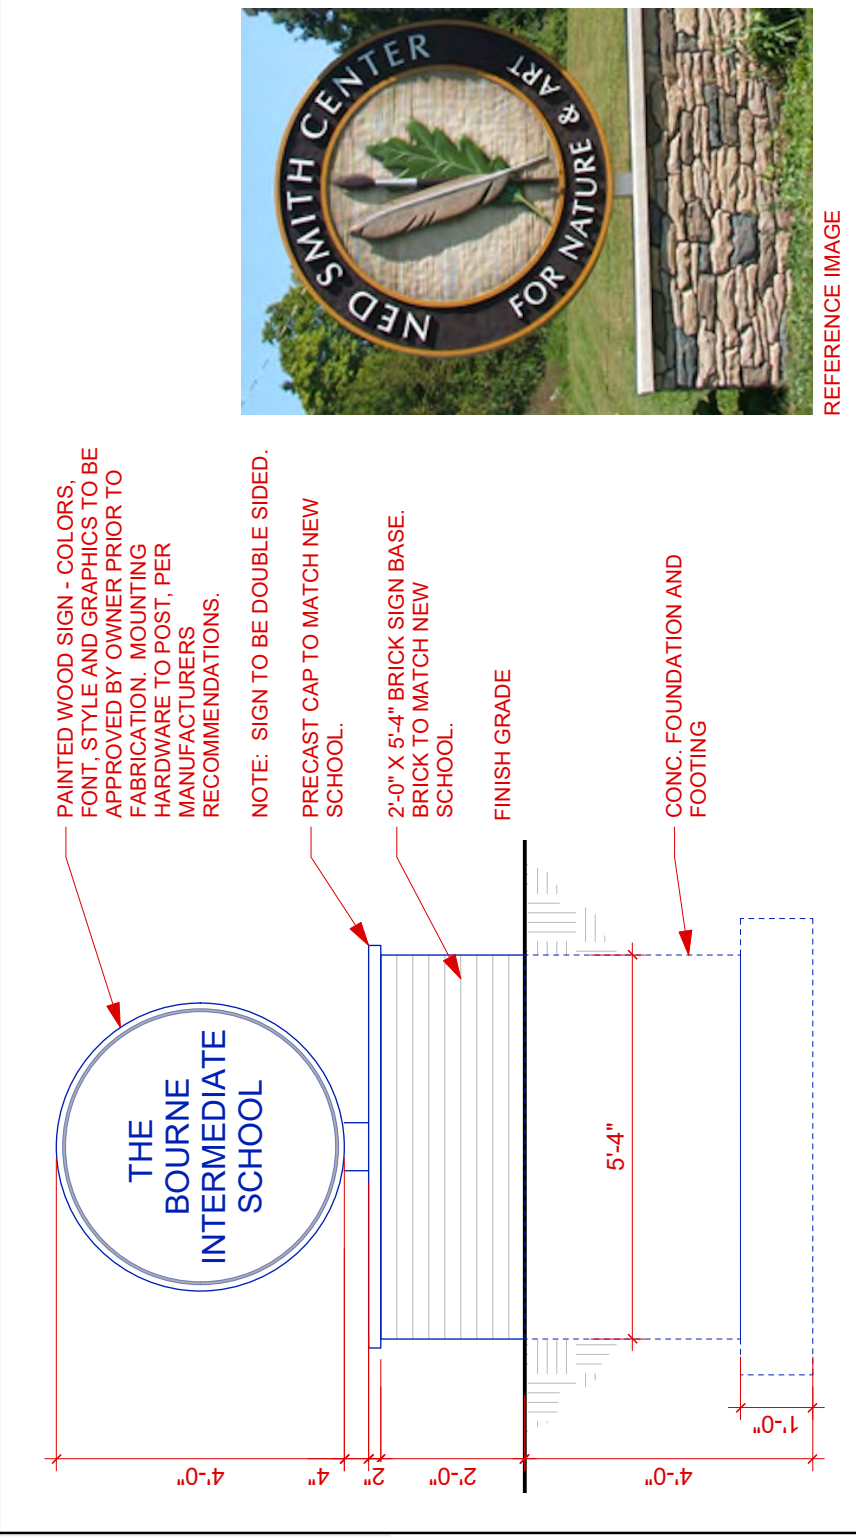 PAINTED WOOD SIGN - COLORS,
FONT, STYLE AND GRAPHICS TO BE
APPROVED BY OWNER PRIOR TO
FABRICATION.  MOUNTING
HARDWARE TO POST, PER
MANUFACTURERS
RECOMMENDATIONS.
NOTE:  SIGN TO BE DOUBLE SIDED.
PRECAST CAP TO MATCH NEW
SCHOOL.
2'-0" X 5'-4" BRICK SIGN BASE.
BRICK TO MATCH NEW
SCHOOL.
FINISH GRADE
CONC. FOUNDATION AND
FOOTING
THE
BOURNE
INTERMEDIATE
SCHOOL
4'-0"
4"
2"
2'-0"
4'-0"
1'-0"
5'-4"
NED SMITH CENTER
FOR NATURE & ART
REFERENCE IMAGE